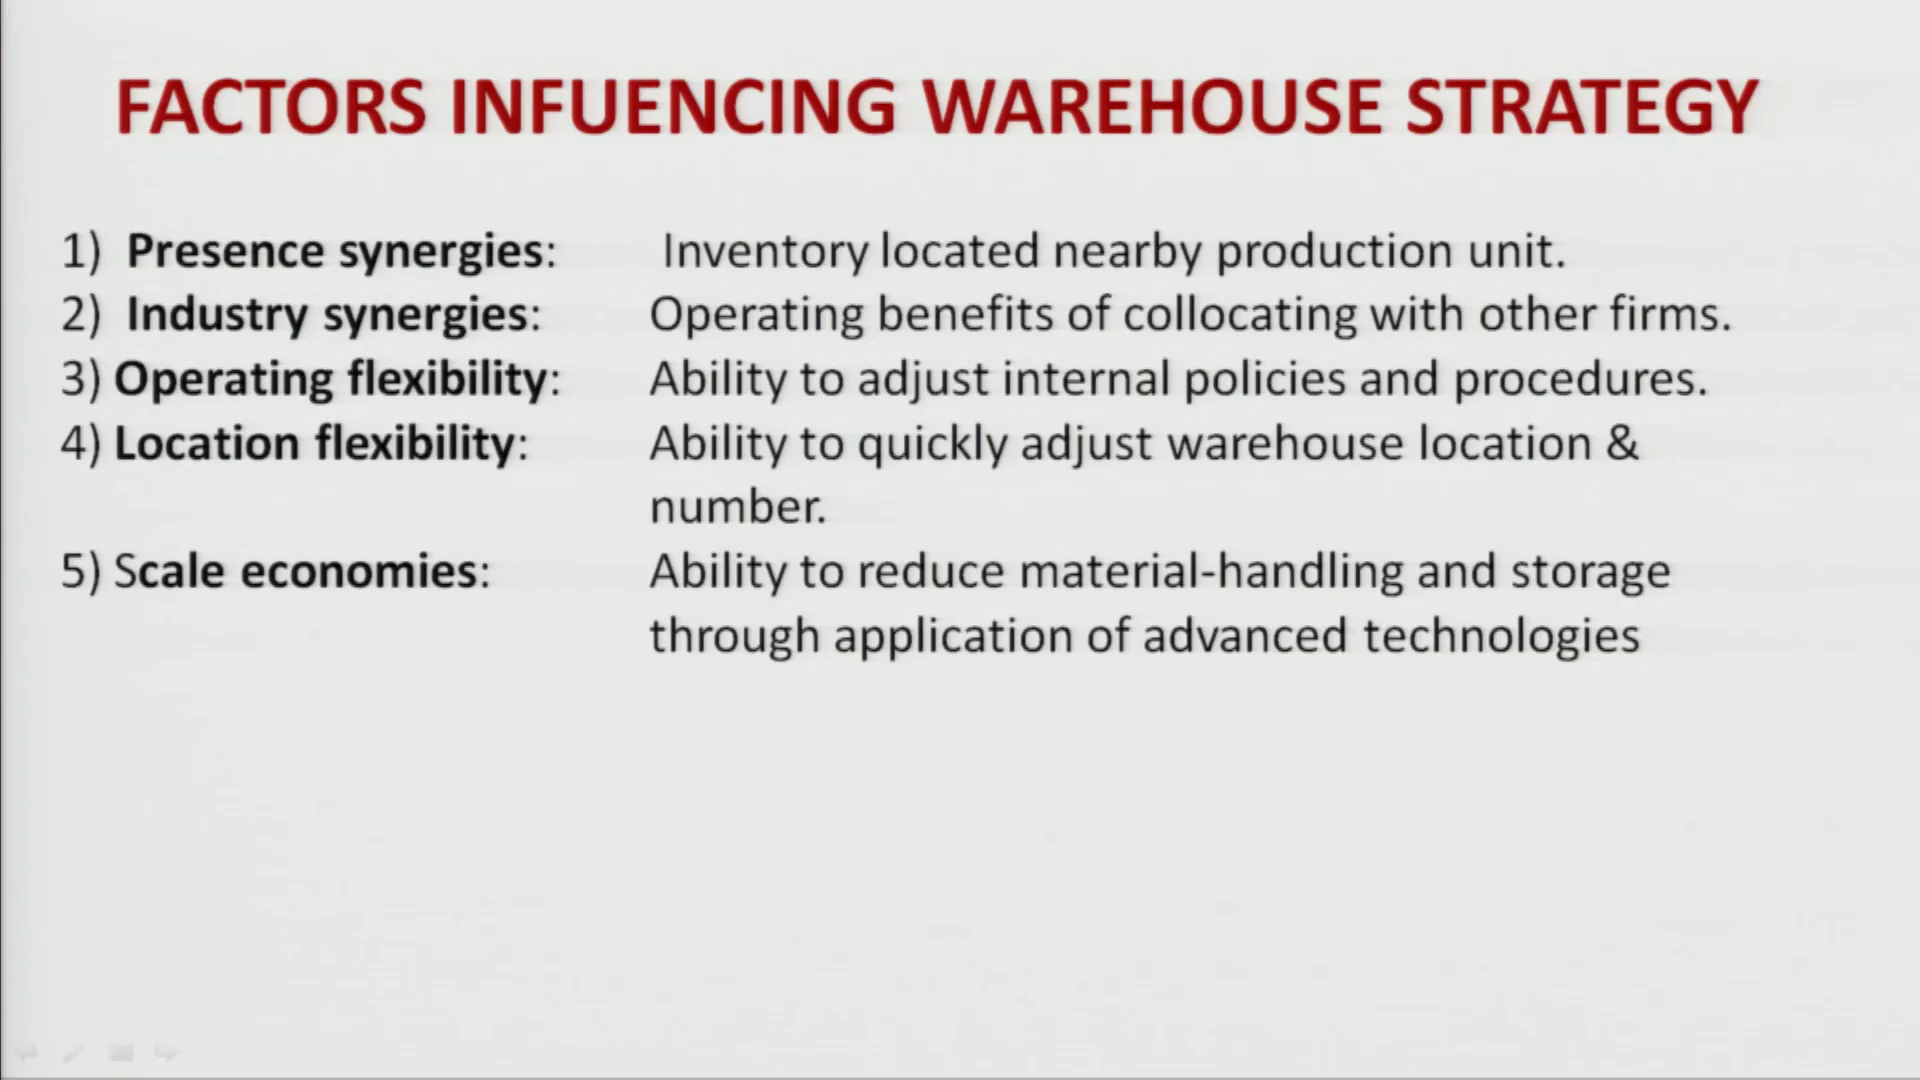 FACTORS INFUENCING WAREHOUSE STRATEGY
1) Presence synergies: Inventory located nearby production unit.
2) Industry synergies: Operating benefits of collocating with other firms.
3) Operating flexibility: Ability to adjust internal policies and procedures.
4) Location flexibility: Ability to quickly adjust warehouse location &
number.
5) Scale economies: Ability to reduce material-handling and storage
through application of advanced technologies